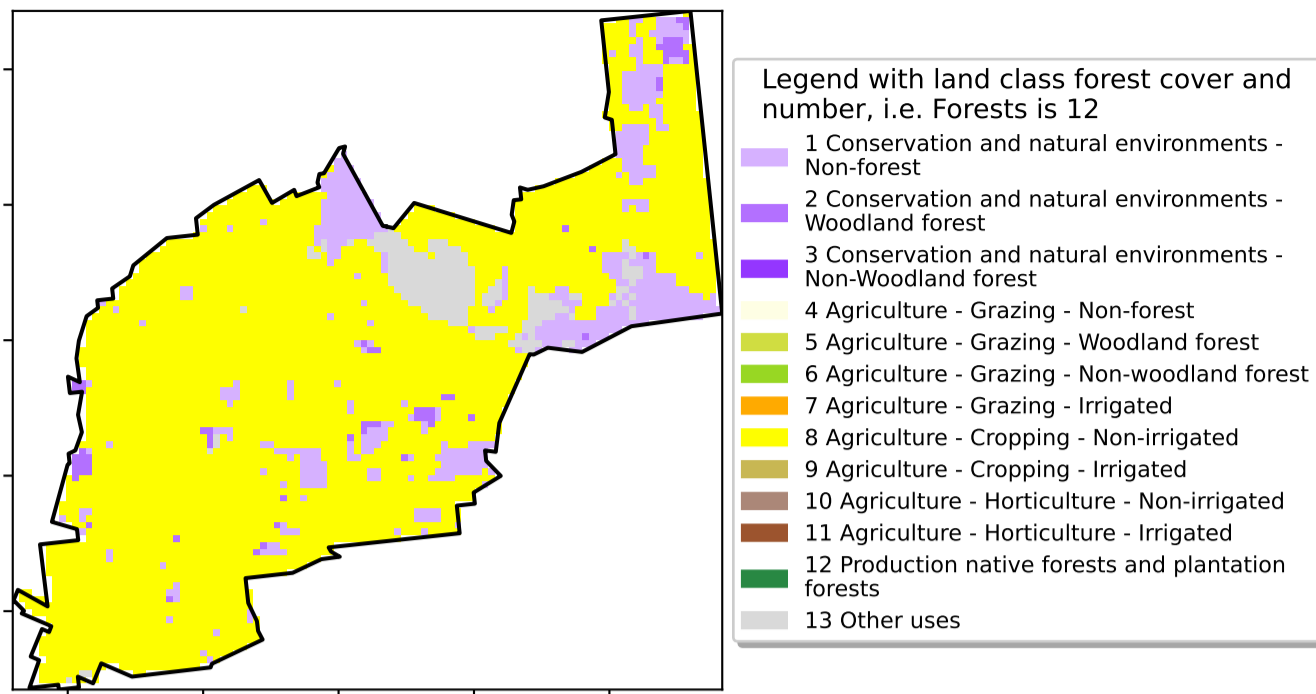 Legend with land class forest cover and
number, i.e. Forests is 12
1 Conservation and natural environments -
Non-forest
2 Conservation and natural environments -
Woodland forest
3 Conservation and natural environments -
Non-Woodland forest
4 Agriculture - Grazing - Non-forest
5 Agriculture - Grazing - Woodland forest
6 Agriculture - Grazing - Non-woodland forest
7 Agriculture - Grazing - Irrigated
8 Agriculture - Cropping - Non-irrigated
9 Agriculture - Cropping - Irrigated
10 Agriculture - Horticulture - Non-irrigated
11 Agriculture - Horticulture - Irrigated
12 Production native forests and plantation
forests
13 Other uses